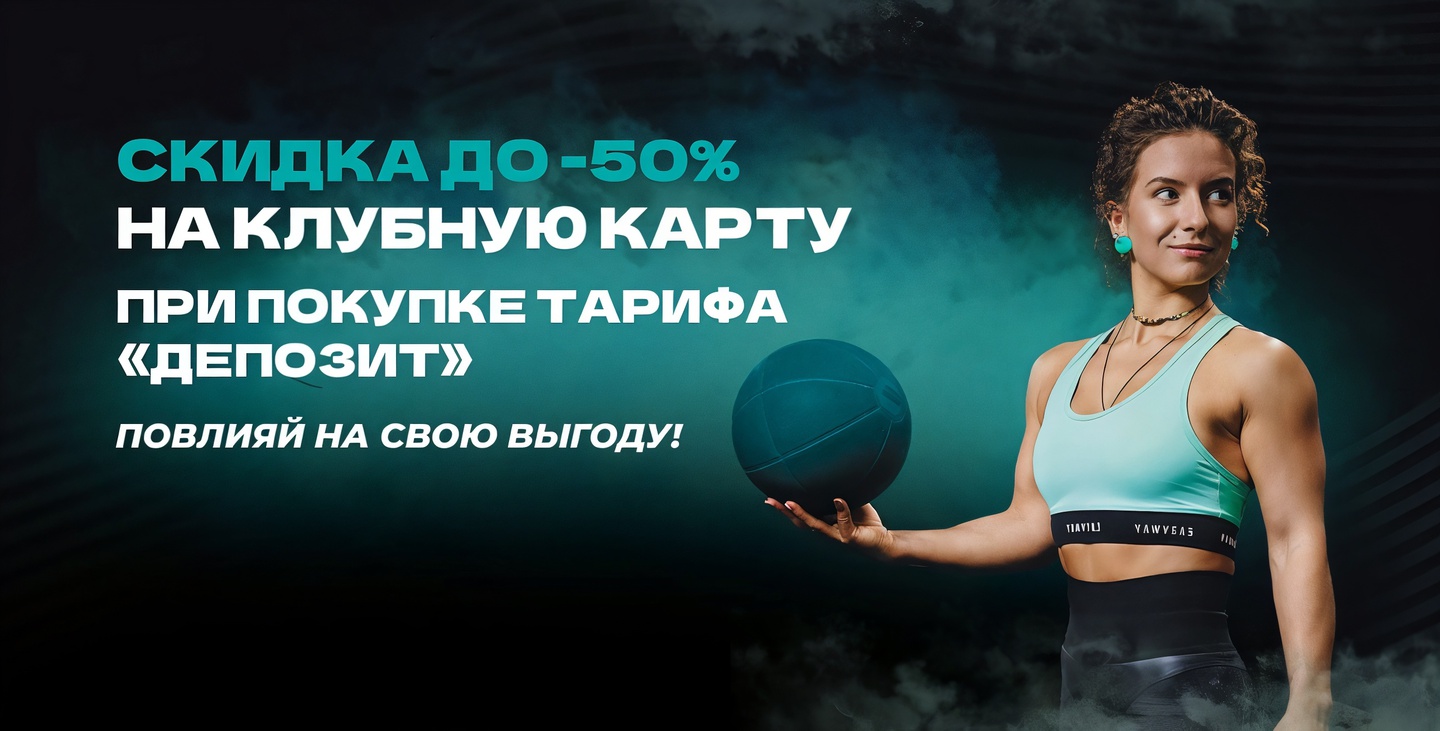 СКИДКА ДО -50%
НА КЛУБНУЮ КАРТУ
ПРИ ПОКУПКЕ ТАРИФА
«ДЕПОЗИТ»
ПОВЛИЯЙ НА СВОЮ ВЫГОДУ!